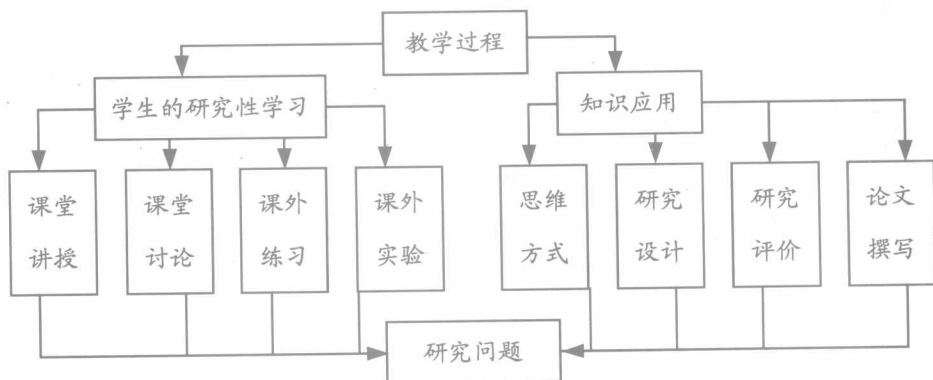 教学过程
学生的研究性学习
知识应用
课堂
讲授
课堂
讨论
课外
练习
课外
实验
思维
方式
研究
设计
研究
评价
论文
撰写
研究问题